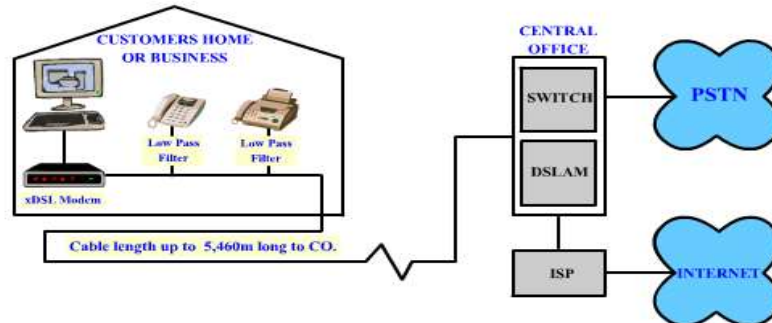 CUSTOMERS HOME
OR BUSINESS
Low Pass
Filter
Low Pass
Filter
xDSL Modem
Cable length up to 5,460m long to CO.
CENTRAL
OFFICE
SWITCH
DSLAM
ISP
PSTN
INTERNET